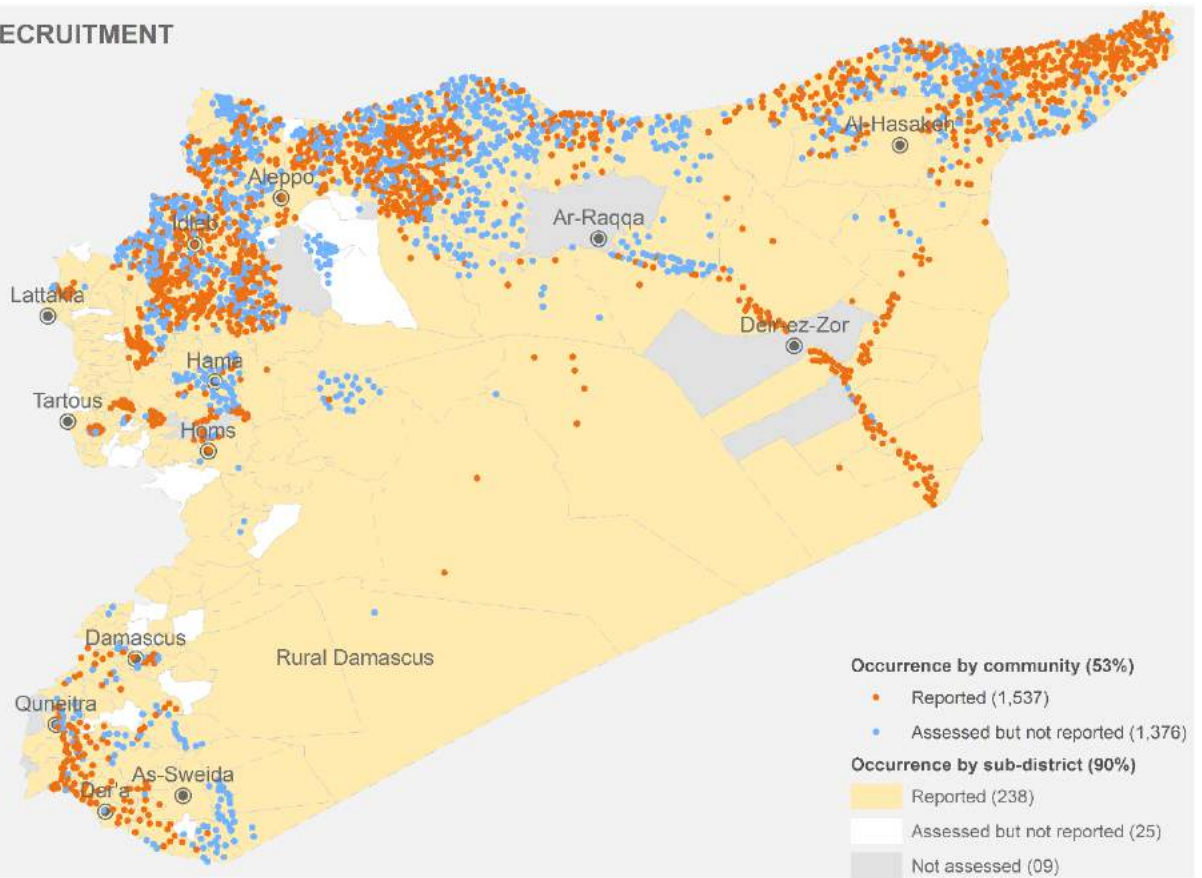 ECRUITMENT
Al-Hasakeh
Aleppo
Ar-Raqqa
Idleb
Lattakia
Deir-ez-Zor
Hama
Tartous
Homs
Damascus
Rural Damascus
Quneitra
As-Sweida
Dar'a
Occurrence by community (53%)
Reported (1,537)
Assessed but not reported (1,376)
Occurrence by sub-district (90%)
Reported (238)
Assessed but not reported (25)
Not assessed (09)